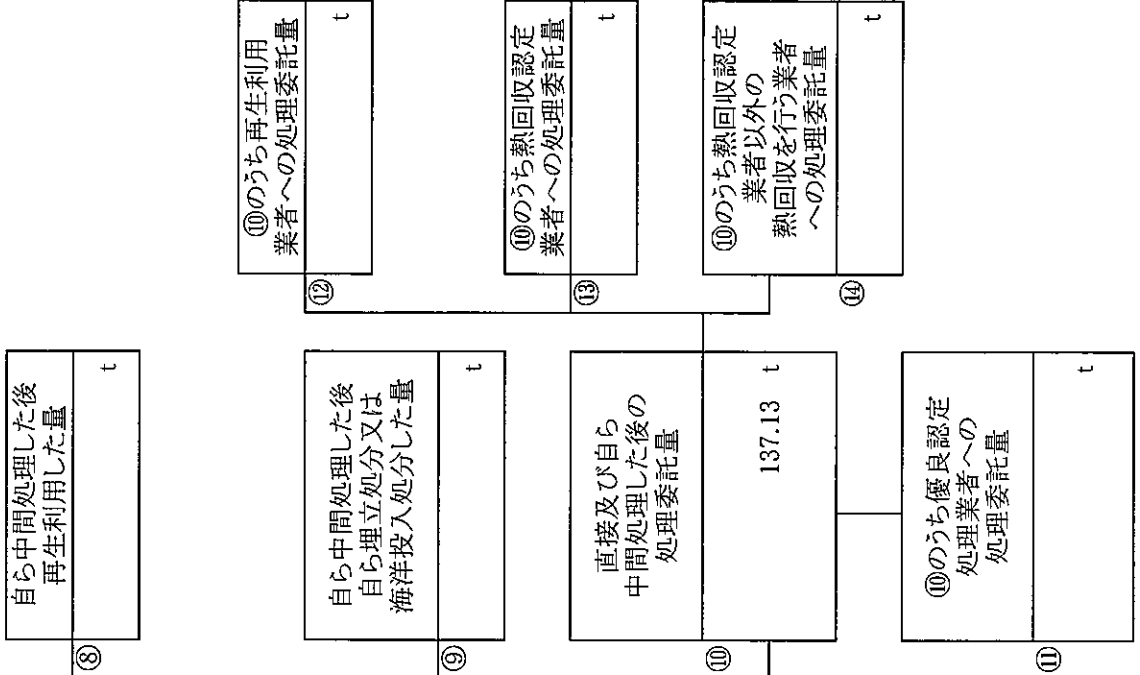 ⑧
自ら中間処理した後
再生利用した量
t
⑨
自ら中間処理した後
自ら埋立処分又は
海洋投入処分した量
t
⑩
直接及び自ら
中間処理した後の
処理委託量
137.13 t
⑪
⑩のうち優良認定
処理業者への
処理委託量
t
⑫
⑩のうち再生利用
業者への処理委託量
t
⑬
⑩のうち熱回収認定
業者への処理委託量
t
⑭
⑩のうち熱回収認定
業者以外の
熱回収を行う業者
への処理委託量
t